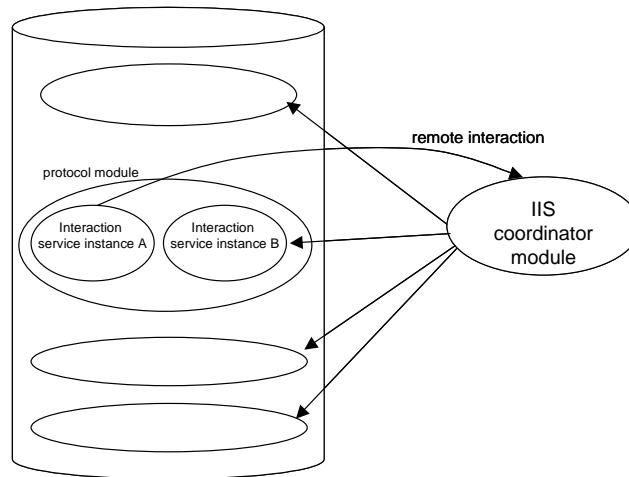 remote interaction
protocol module
Interaction
service instance A
Interaction
service instance B
IIS
coordinator
module